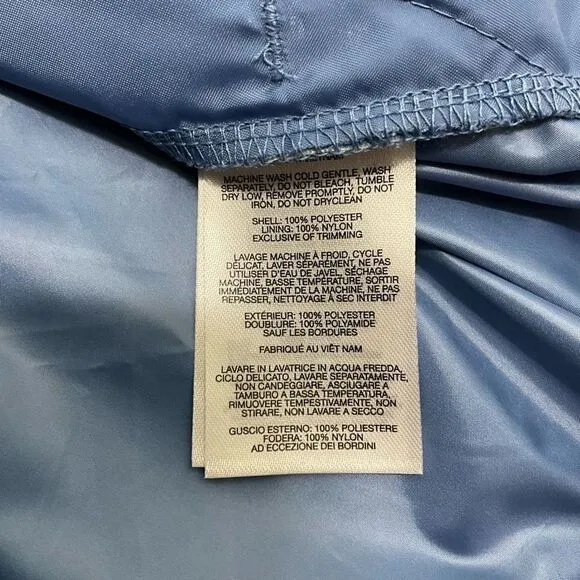 MACHINE WASH COLD GENTLE, WASH
SEPARATELY, DO NOT BLEACH, TUMBLE
DRY LOW, REMOVE PROMPTLY, DO NOT
IRON, DO NOT DRYCLEAN
SHELL: 100% POLYESTER
LINING: 100% NYLON
EXCLUSIVE OF TRIMMING
LAVAGE MACHINE À FROID, CYCLE
DÉLICAT, LAVER SÉPARÉMENT, NE PAS
UTILISER D'EAU DE JAVEL, SÉCHAGE
MACHINE, BASSE TEMPÉRATURE, SORTIR
IMMÉDIATEMENT DE LA MACHINE, NE PAS
REPASSER, NETTOYAGE À SEC INTERDIT
EXTÉRIEUR: 100% POLYESTER
DOUBLURE: 100% POLYAMIDE
SAUF LES BORDURES
FABRIQUÉ AU VIÊT NAM
LAVARE IN LAVATRICE IN ACQUA FREDDA,
CICLO DELICATO, LAVARE SEPARATAMENTE,
NON CANDEGGIARE, ASCIUGARE A
TAMBURO A BASSA TEMPERATURA,
RIMUOVERE TEMPESTIVAMENTE, NON
STIRARE, NON LAVARE A SECCO
GUSCIO ESTERNO: 100% POLIESTERE
FODERA: 100% NYLON
AD ECCEZIONE DEI BORDINI